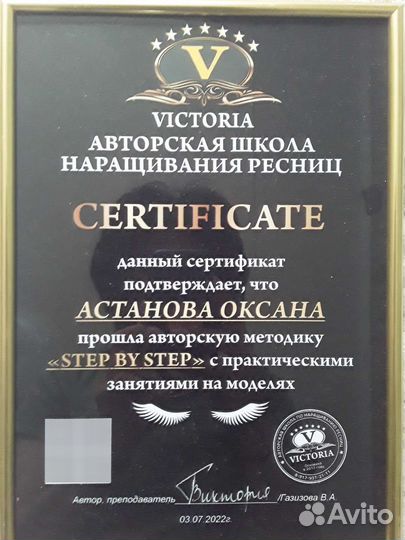 V
VICTORIA
АВТОРСКАЯ ШКОЛА
НАРАЩИВАНИЯ РЕСНИЦ
CERTIFICATE
данный сертификат
подтверждает, что
АСТАНОВА ОКСАНА
прошла авторскую методику
«STEP BY STEP» с практическими
занятиями на моделях
V
VICTORIA
Автор, преподаватель Виктория /Газизова В.А.
03.07.2022г.
Avito